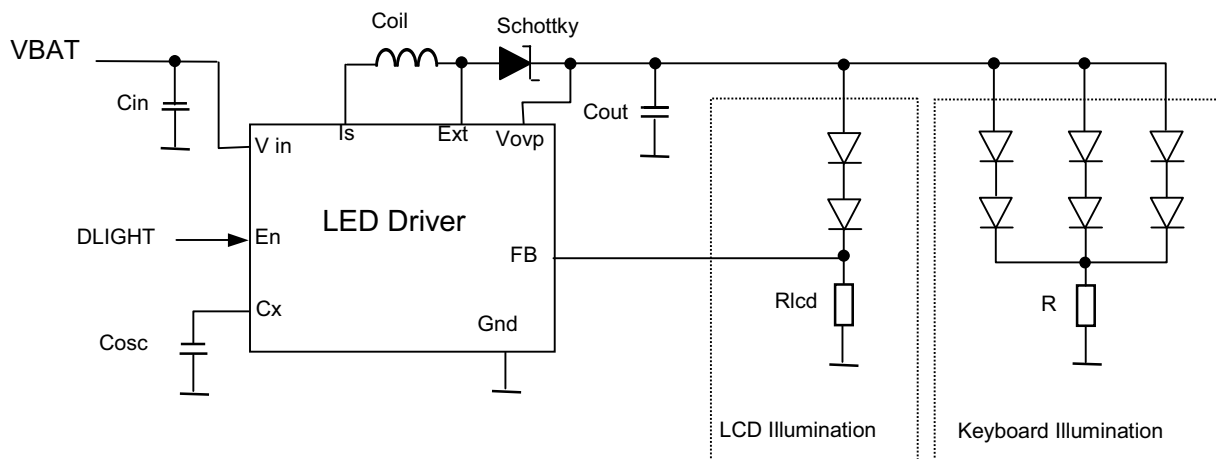 Coil
Schottky
VBAT
Cin
Cout
Is
Ext
Vovp
V in
LED Driver
DLIGHT
En
FB
Rlcd
R
Cx
Gnd
Cosc
LCD Illumination
Keyboard Illumination